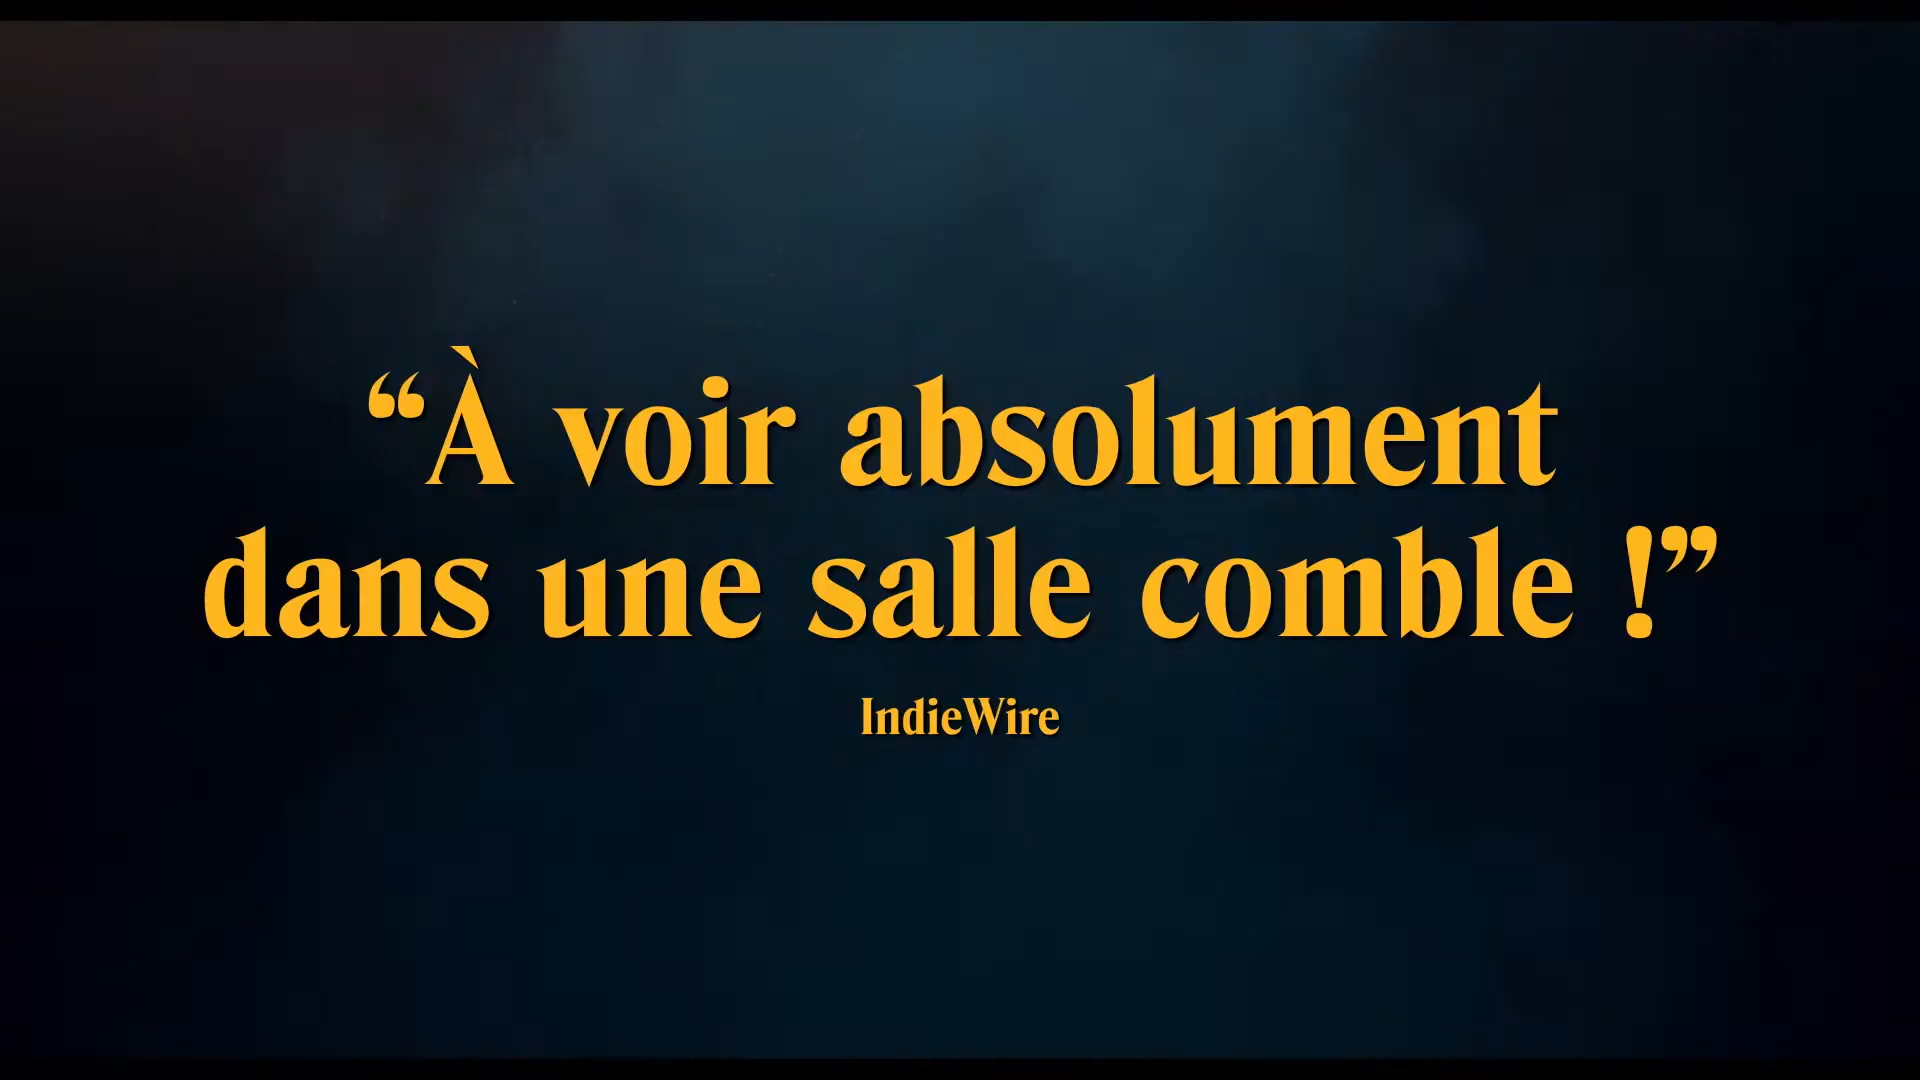 “À voir absolument
dans une salle comble !”
IndieWire